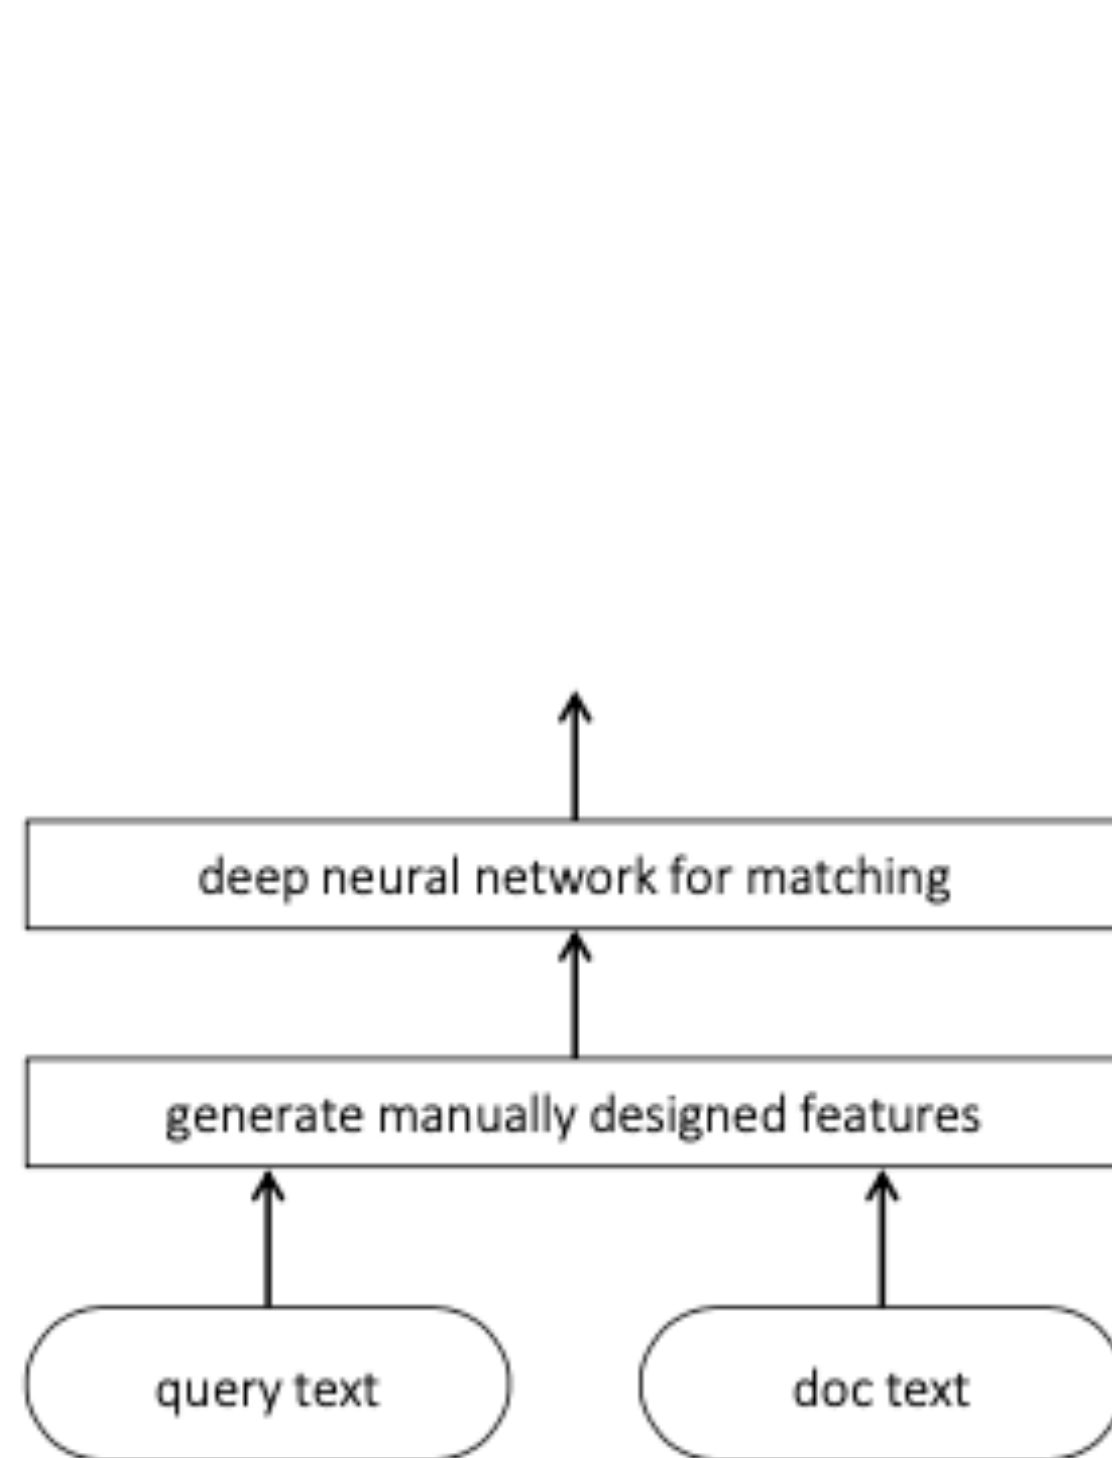 deep neural network for matching
generate manually designed features
query text
doc text